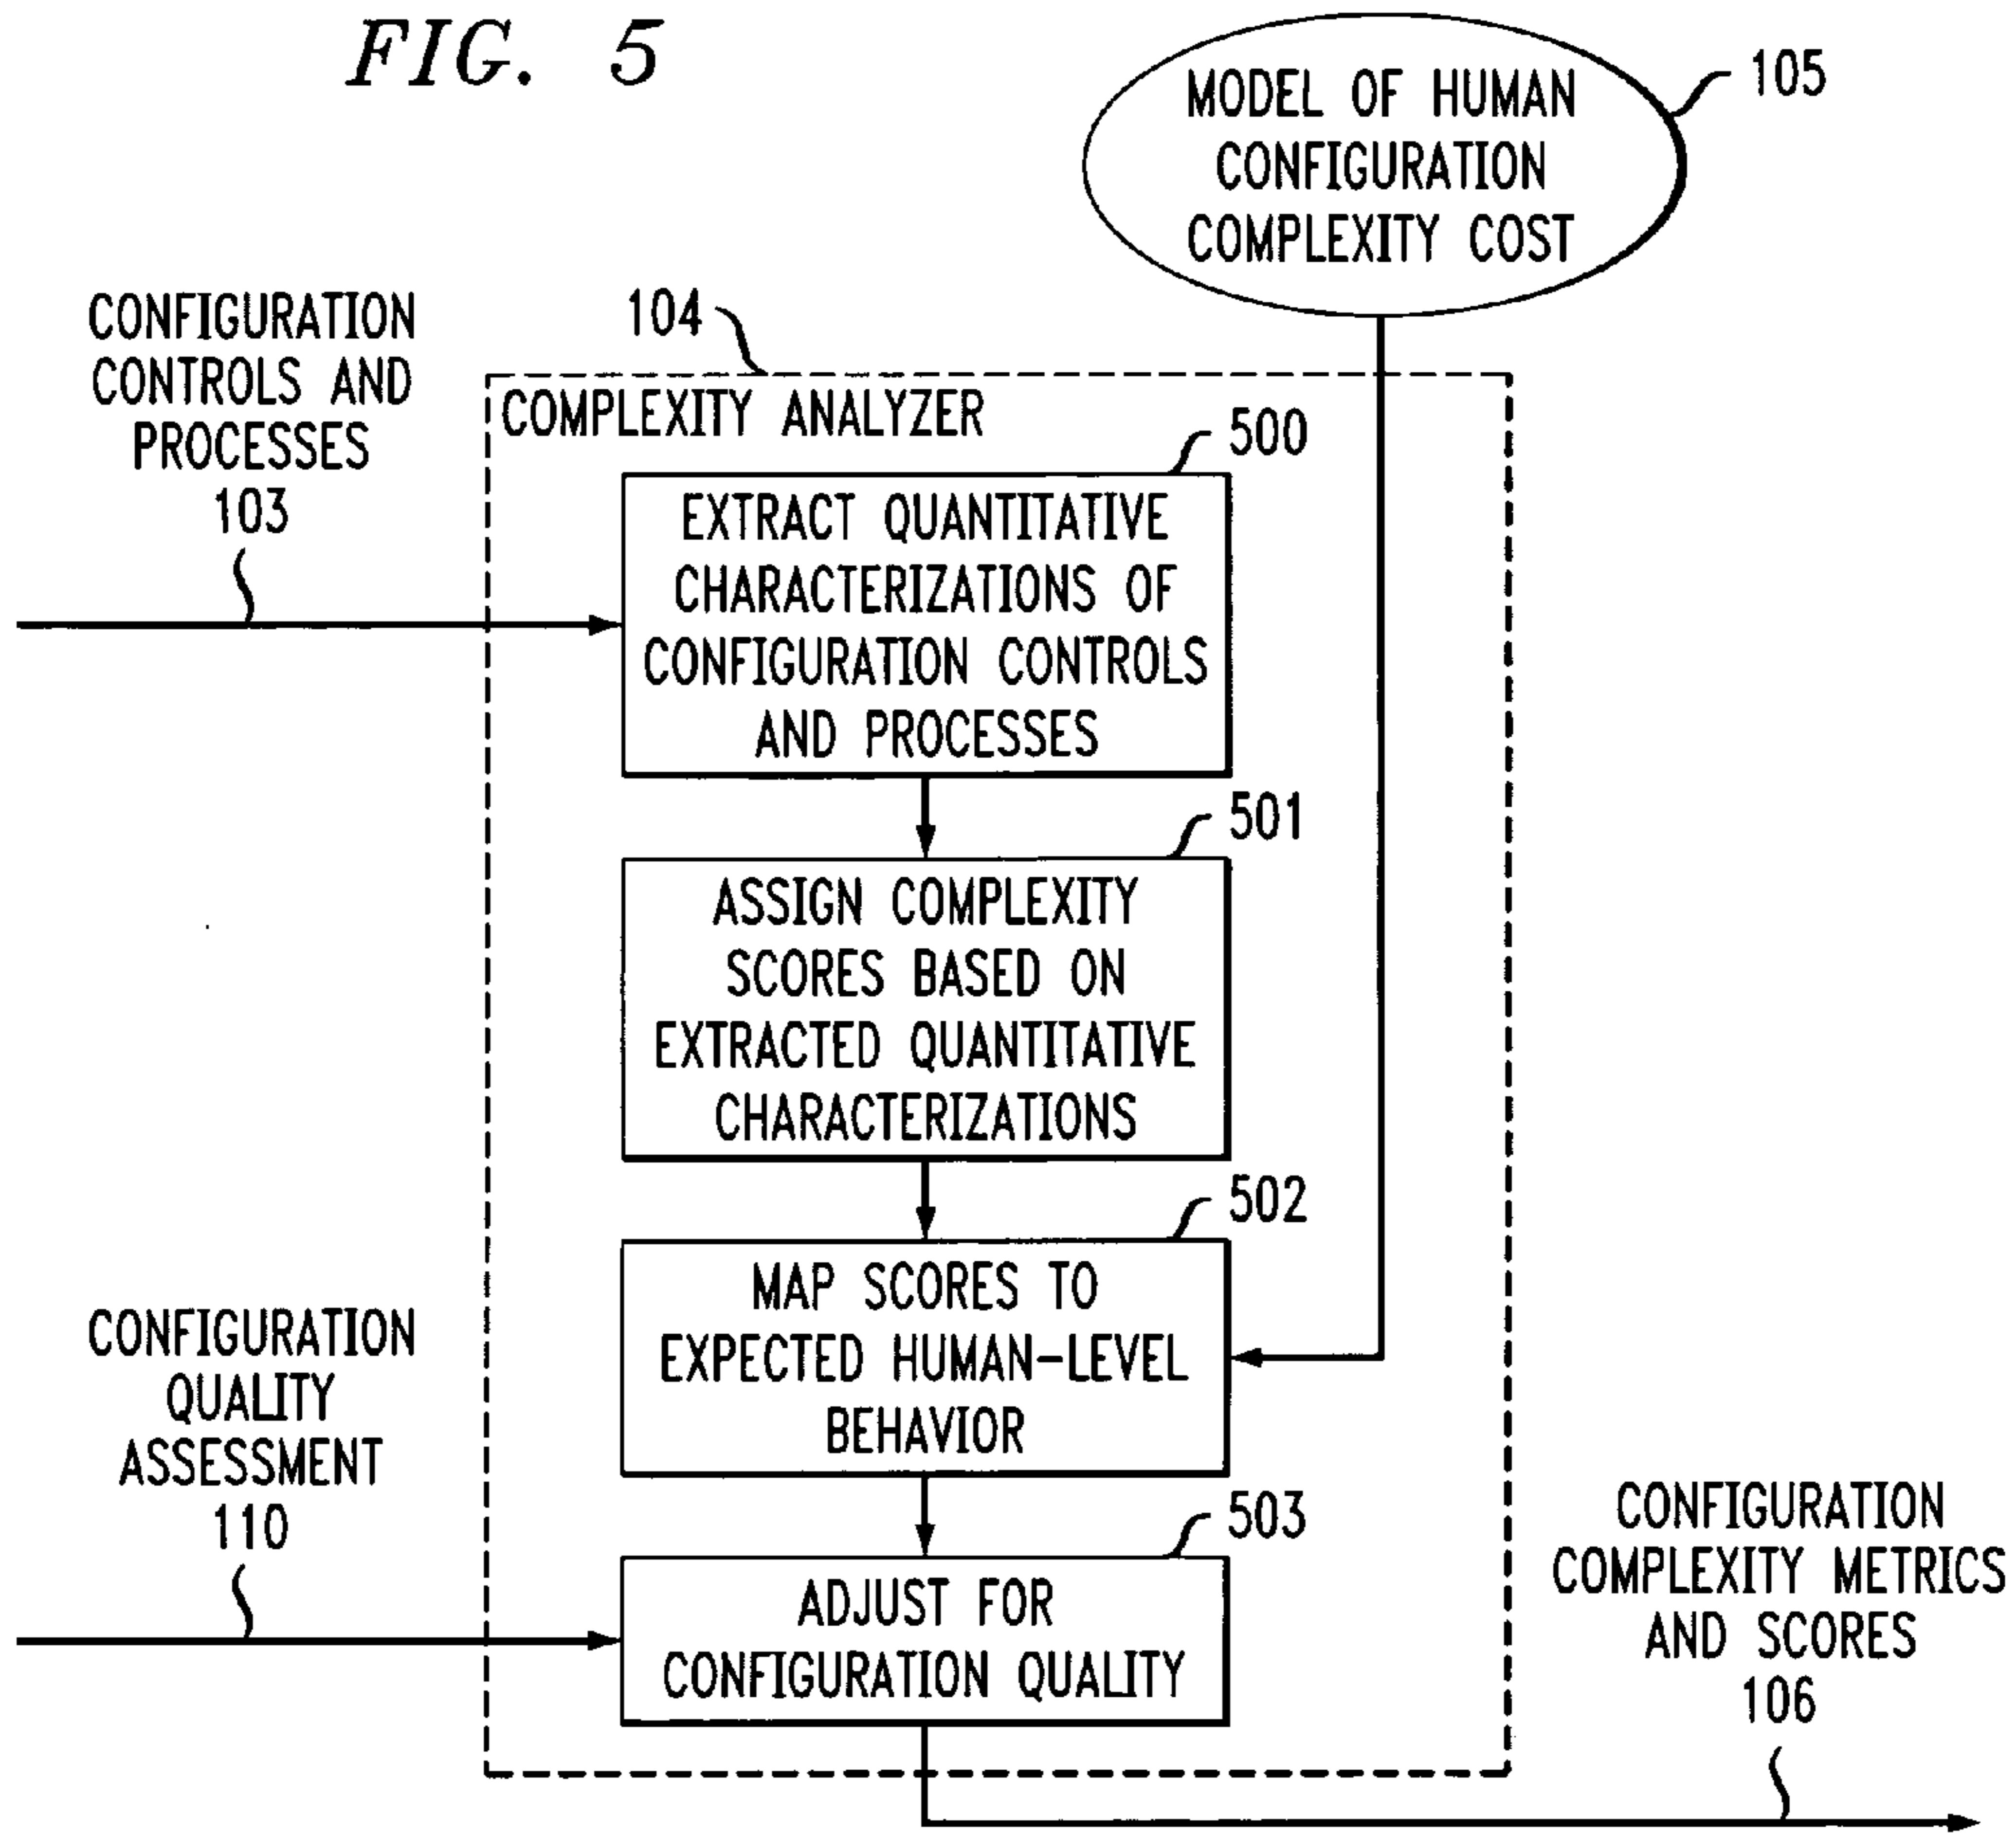 FIG. 5
MODEL OF HUMAN
CONFIGURATION
COMPLEXITY COST
105
CONFIGURATION
CONTROLS AND
PROCESSES
103
104
COMPLEXITY ANALYZER
500
EXTRACT QUANTITATIVE
CHARACTERIZATIONS OF
CONFIGURATION CONTROLS
AND PROCESSES
501
ASSIGN COMPLEXITY
SCORES BASED ON
EXTRACTED QUANTITATIVE
CHARACTERIZATIONS
502
MAP SCORES TO
EXPECTED HUMAN-LEVEL
BEHAVIOR
CONFIGURATION
QUALITY
ASSESSMENT
110
503
ADJUST FOR
CONFIGURATION QUALITY
CONFIGURATION
COMPLEXITY METRICS
AND SCORES
106